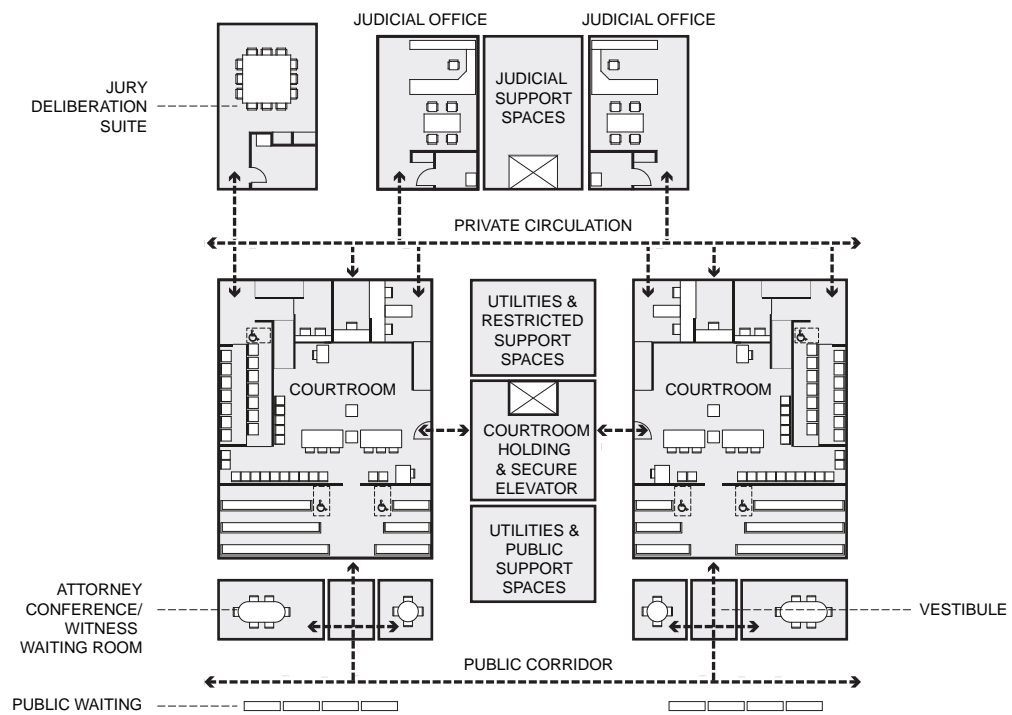 JUDICIAL OFFICE
JUDICIAL OFFICE
JURY
DELIBERATION
SUITE
JUDICIAL
SUPPORT
SPACES
PRIVATE CIRCULATION
UTILITIES &
RESTRICTED
SUPPORT
SPACES
COURTROOM
COURTROOM
COURTROOM
HOLDING
& SECURE
ELEVATOR
UTILITIES &
PUBLIC
SUPPORT
SPACES
ATTORNEY
CONFERENCE/
WITNESS
WAITING ROOM
VESTIBULE
PUBLIC CORRIDOR
PUBLIC WAITING